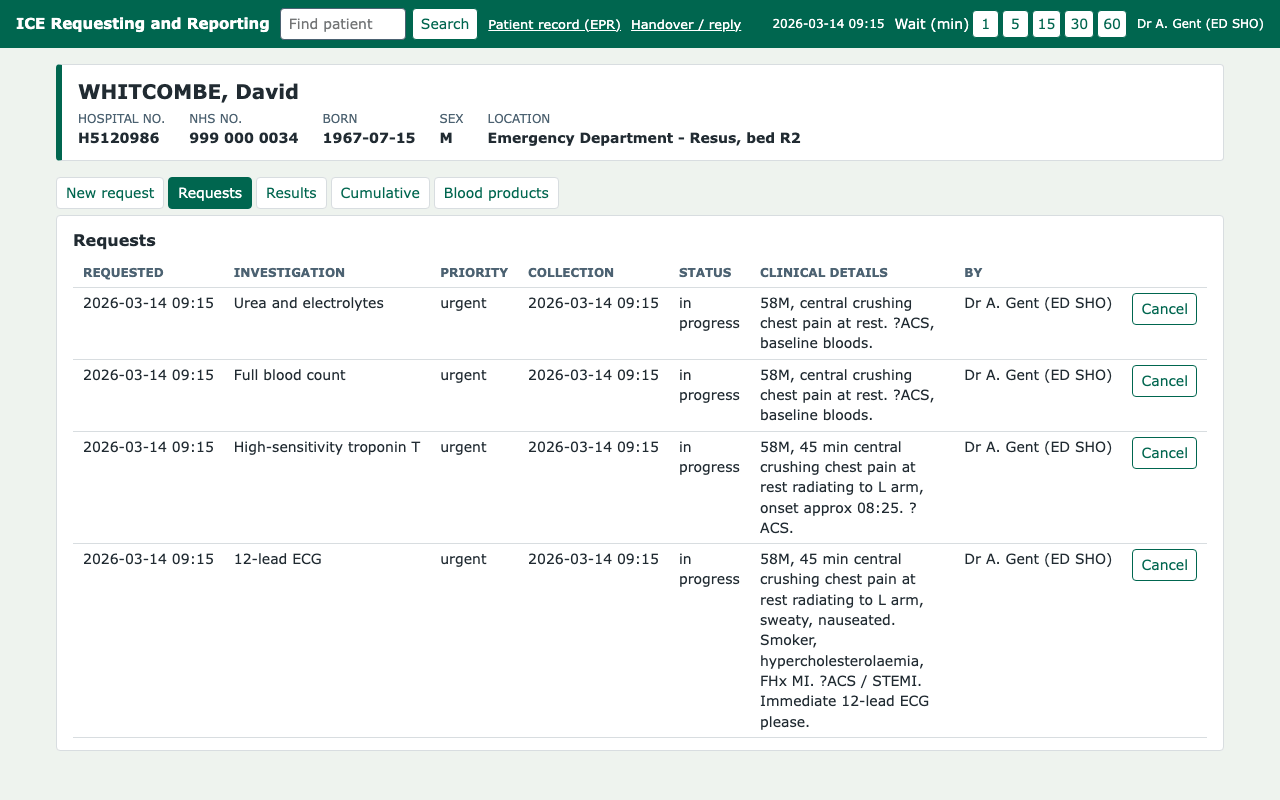 ICE Requesting and Reporting Find patient Search Patient record (EPR) Handover / reply 2026-03-14 09:15 Wait (min) 1 5 15 30 60 Dr A. Gent (ED SHO)
WHITCOMBE, David
HOSPITAL NO. NHS NO. BORN SEX LOCATION
H5120986 999 000 0034 1967-07-15 M Emergency Department - Resus, bed R2
New request Requests Results Cumulative Blood products
Requests
REQUESTED INVESTIGATION PRIORITY COLLECTION STATUS CLINICAL DETAILS BY
2026-03-14 09:15 Urea and electrolytes urgent 2026-03-14 09:15 in 58M, central crushing Dr A. Gent (ED SHO) Cancel
progress chest pain at rest. ?ACS,
baseline bloods.
2026-03-14 09:15 Full blood count urgent 2026-03-14 09:15 in 58M, central crushing Dr A. Gent (ED SHO) Cancel
progress chest pain at rest. ?ACS,
baseline bloods.
2026-03-14 09:15 High-sensitivity troponin T urgent 2026-03-14 09:15 in 58M, 45 min central Dr A. Gent (ED SHO) Cancel
progress crushing chest pain at
rest radiating to L arm,
onset approx 08:25. ?
ACS.
2026-03-14 09:15 12-lead ECG urgent 2026-03-14 09:15 in 58M, 45 min central Dr A. Gent (ED SHO) Cancel
progress crushing chest pain at
rest radiating to L arm,
sweaty, nauseated.
Smoker,
hypercholesterolaemia,
FHx MI. ?ACS / STEMI.
Immediate 12-lead ECG
please.